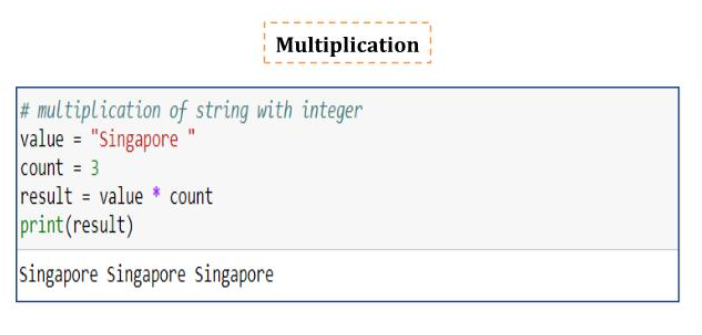 Multiplication
# multiplication of string with integer
value = "Singapore "
count = 3
result = value * count
print(result)
Singapore Singapore Singapore